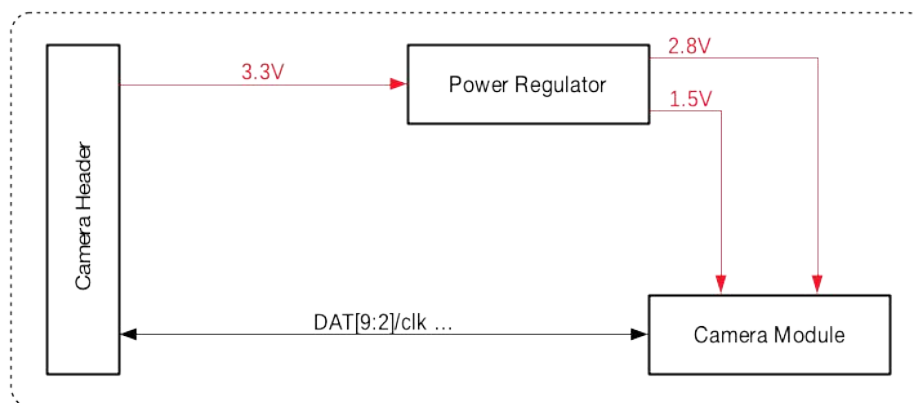 2.8V
3.3V
Power Regulator
1.5V
Camera Header
DAT[9:2]/clk ...
Camera Module